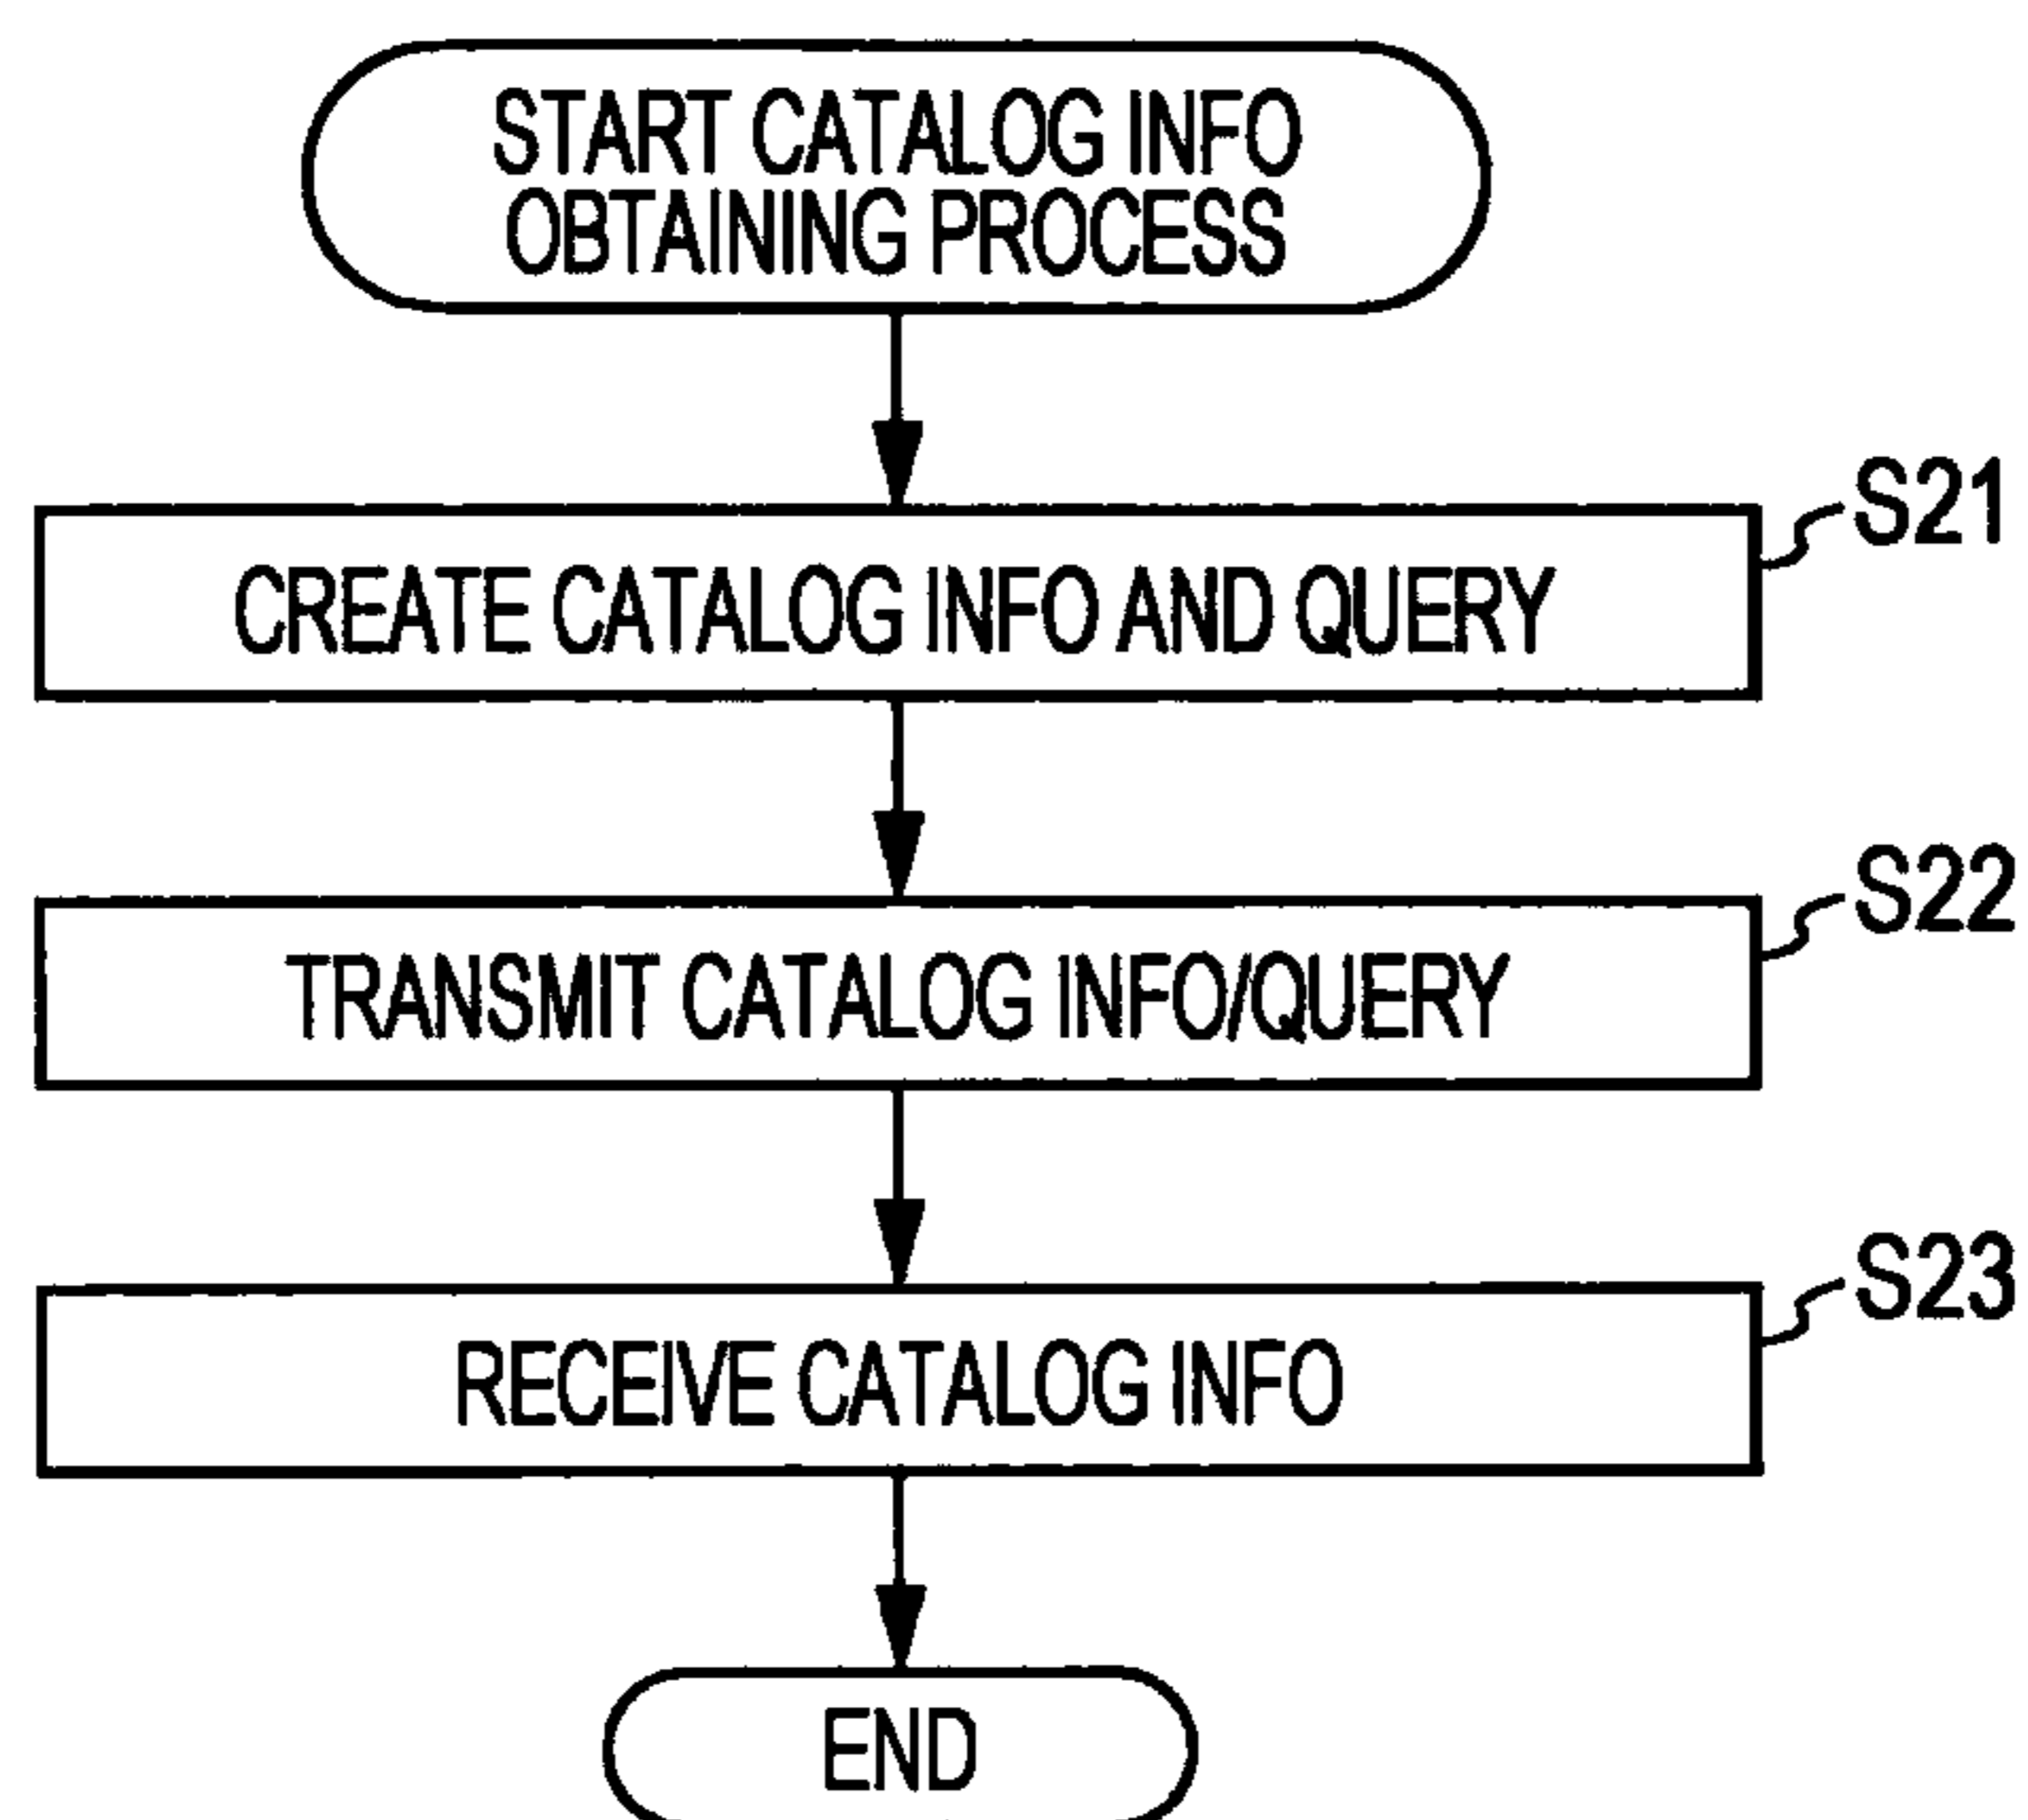 START CATALOG INFO
OBTAINING PROCESS
S21
CREATE CATALOG INFO AND QUERY
S22
TRANSMIT CATALOG INFO/QUERY
S23
RECEIVE CATALOG INFO
END